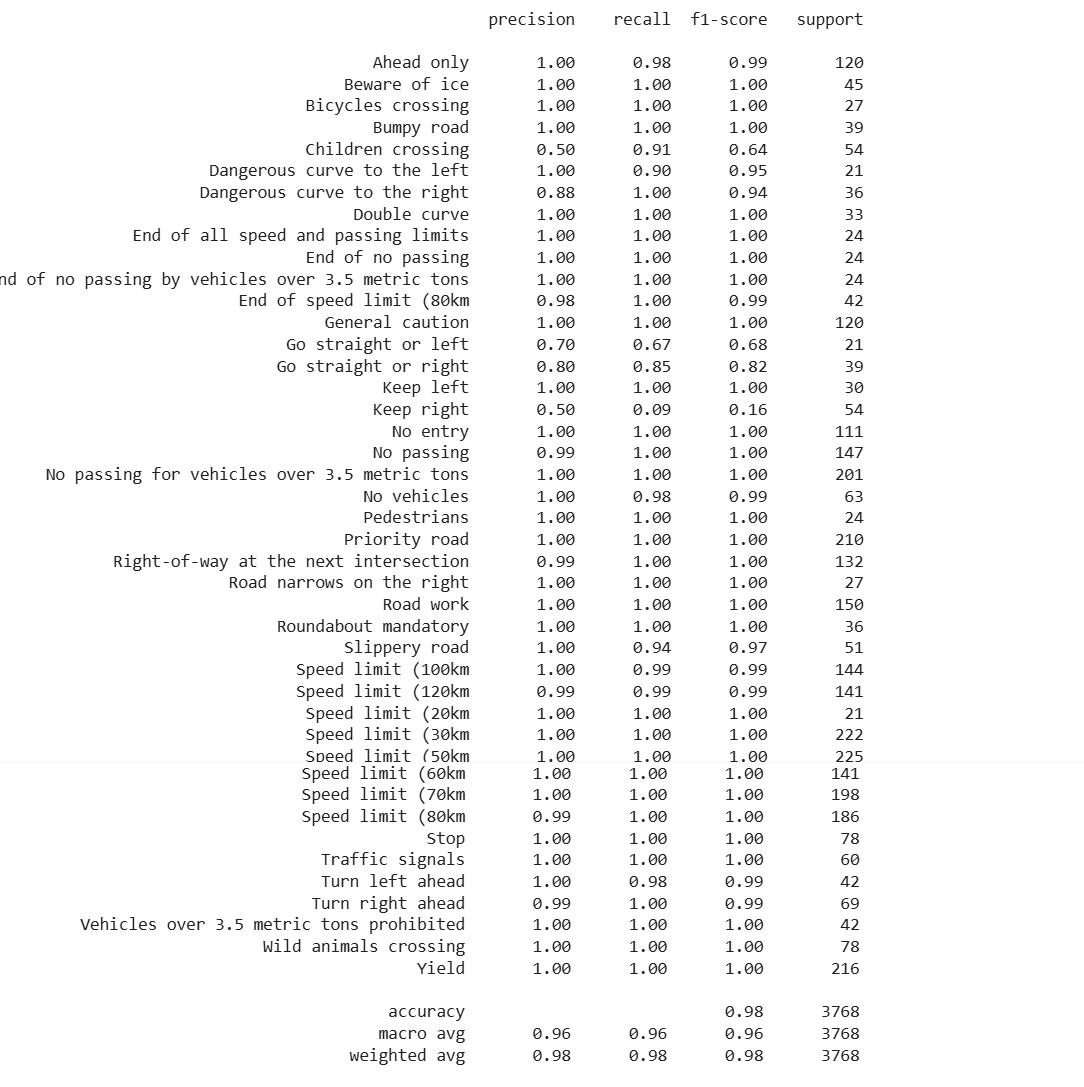 precision recall f1-score support
Ahead only 1.00 0.98 0.99 120
Beware of ice 1.00 1.00 1.00 45
Bicycles crossing 1.00 1.00 1.00 27
Bumpy road 1.00 1.00 1.00 39
Children crossing 0.50 0.91 0.64 54
Dangerous curve to the left 1.00 0.90 0.95 21
Dangerous curve to the right 0.88 1.00 0.94 36
Double curve 1.00 1.00 1.00 33
End of all speed and passing limits 1.00 1.00 1.00 24
End of no passing 1.00 1.00 1.00 24
nd of no passing by vehicles over 3.5 metric tons 1.00 1.00 1.00 24
End of speed limit (80km 0.98 1.00 0.99 42
General caution 1.00 1.00 1.00 120
Go straight or left 0.70 0.67 0.68 21
Go straight or right 0.80 0.85 0.82 39
Keep left 1.00 1.00 1.00 30
Keep right 0.50 0.09 0.16 54
No entry 1.00 1.00 1.00 111
No passing 0.99 1.00 1.00 147
No passing for vehicles over 3.5 metric tons 1.00 1.00 1.00 201
No vehicles 1.00 0.98 0.99 63
Pedestrians 1.00 1.00 1.00 24
Priority road 1.00 1.00 1.00 210
Right-of-way at the next intersection 0.99 1.00 1.00 132
Road narrows on the right 1.00 1.00 1.00 27
Road work 1.00 1.00 1.00 150
Roundabout mandatory 1.00 1.00 1.00 36
Slippery road 1.00 0.94 0.97 51
Speed limit (100km 1.00 0.99 0.99 144
Speed limit (120km 0.99 0.99 0.99 141
Speed limit (20km 1.00 1.00 1.00 21
Speed limit (30km 1.00 1.00 1.00 222
Speed limit (50km 1.00 1.00 1.00 225
Speed limit (60km 1.00 1.00 1.00 141
Speed limit (70km 1.00 1.00 1.00 198
Speed limit (80km 0.99 1.00 1.00 186
Stop 1.00 1.00 1.00 78
Traffic signals 1.00 1.00 1.00 60
Turn left ahead 1.00 0.98 0.99 42
Turn right ahead 0.99 1.00 0.99 69
Vehicles over 3.5 metric tons prohibited 1.00 1.00 1.00 42
Wild animals crossing 1.00 1.00 1.00 78
Yield 1.00 1.00 1.00 216
accuracy 0.98 3768
macro avg 0.96 0.96 0.96 3768
weighted avg 0.98 0.98 0.98 3768